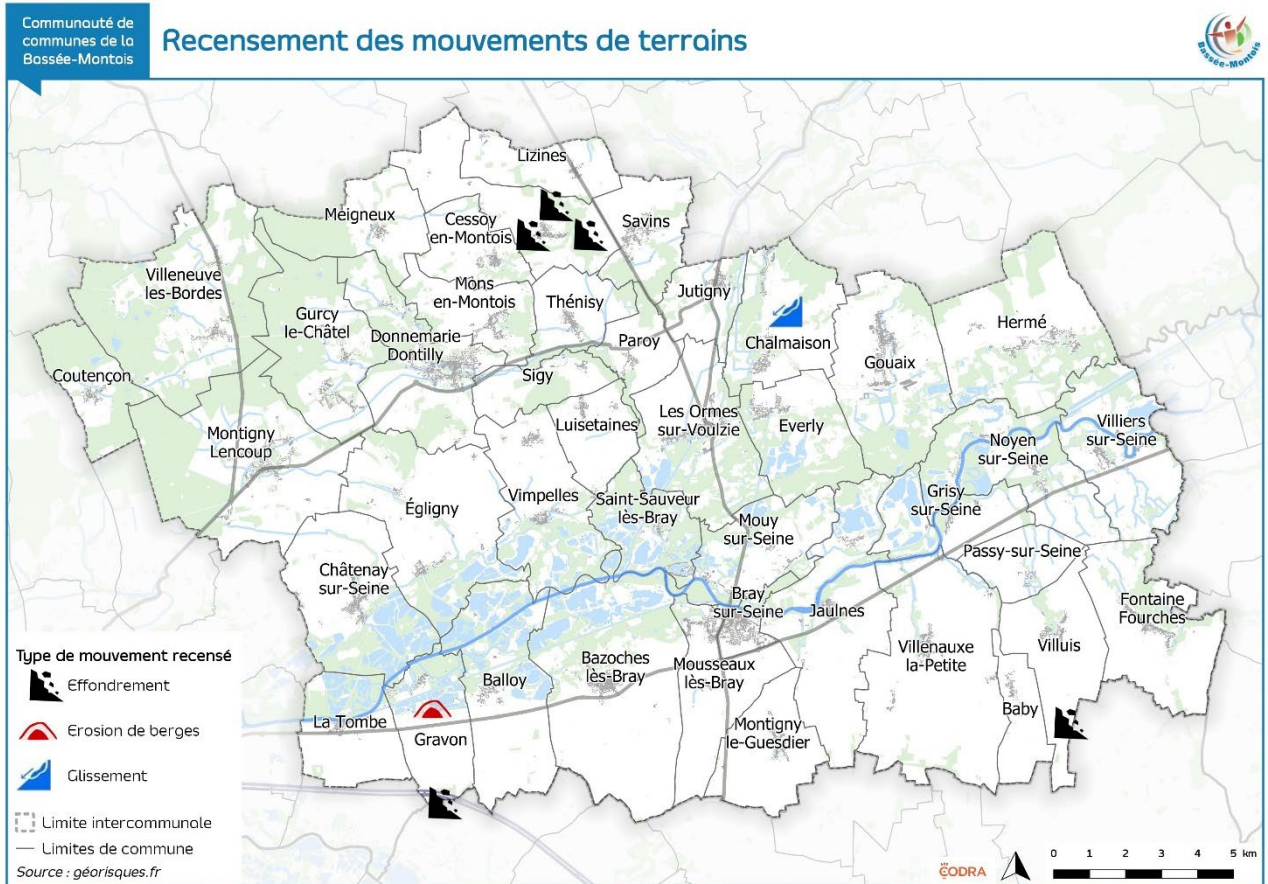 Communauté de
communes de la
Bassée-Montois
Recensement des mouvements de terrains
Bassée-Montois
Lizines
Méigneux
Cessoy
en-Montois
Savins
Villeneuve
les-Bordes
Mons
en-Montois
Thénisy
Jutigny
Gurcy
le-Châtel
Donnemarie
Dontilly
Paroy
Chalmaison
Hermé
Gouaix
Coutençon
Sigy
Montigny
Lencoup
Luisetaines
Les Ormes
sur-Voulzie
Everly
Villiers
sur-Seine
Noyen
sur-Seine
Égligny
Vimpelles
Saint-Sauveur
lès-Bray
Mouy
sur-Seine
Grisy
sur-Seine
Passy-sur-Seine
Châtenay
sur-Seine
Bray
sur-Seine
Jaulnes
Fontaine
Fourches
Villenauxe
la-Petite
Villuis
Bazoches
lès-Bray
Mousseaux
lès-Bray
Balloy
Baby
La Tombe
Gravon
Montigny
le-Guesdier
Type de mouvement recensé
Effondrement
Erosion de berges
Glissement
Limite intercommunale
Limites de commune
Source : géorisques.fr
CODRA
0 1 2 3 4 5 km